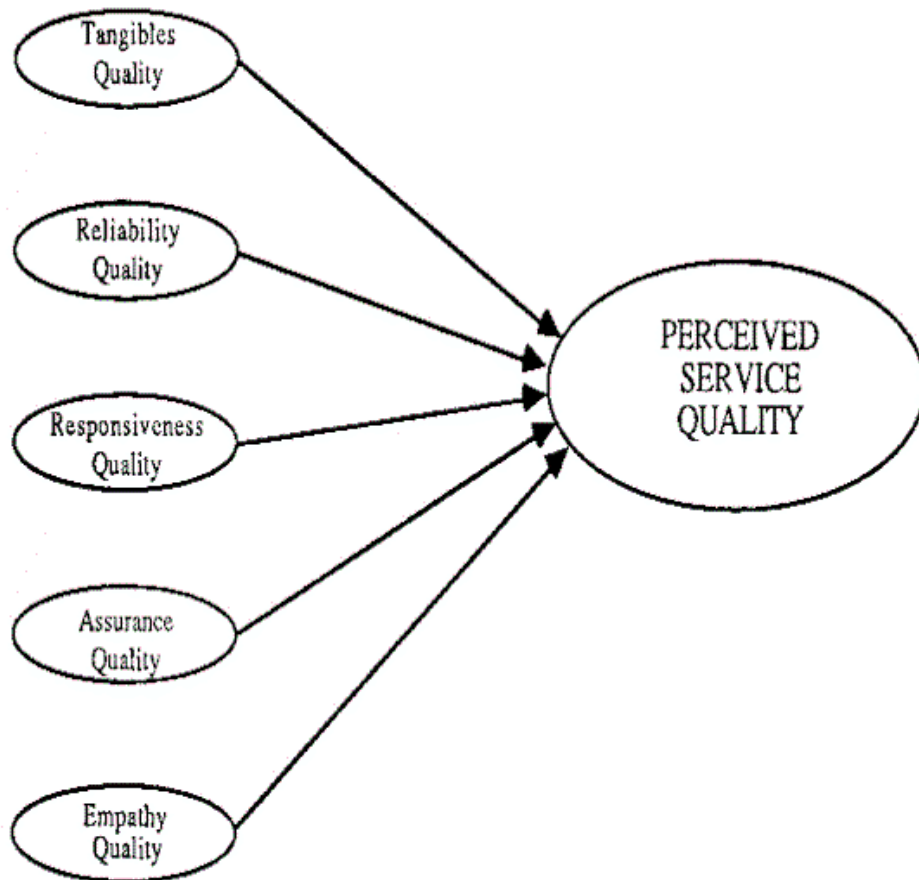 Tangibles
Quality
Reliability
Quality
Responsiveness
Quality
Assurance
Quality
Empathy
Quality
PERCEIVED
SERVICE
QUALITY